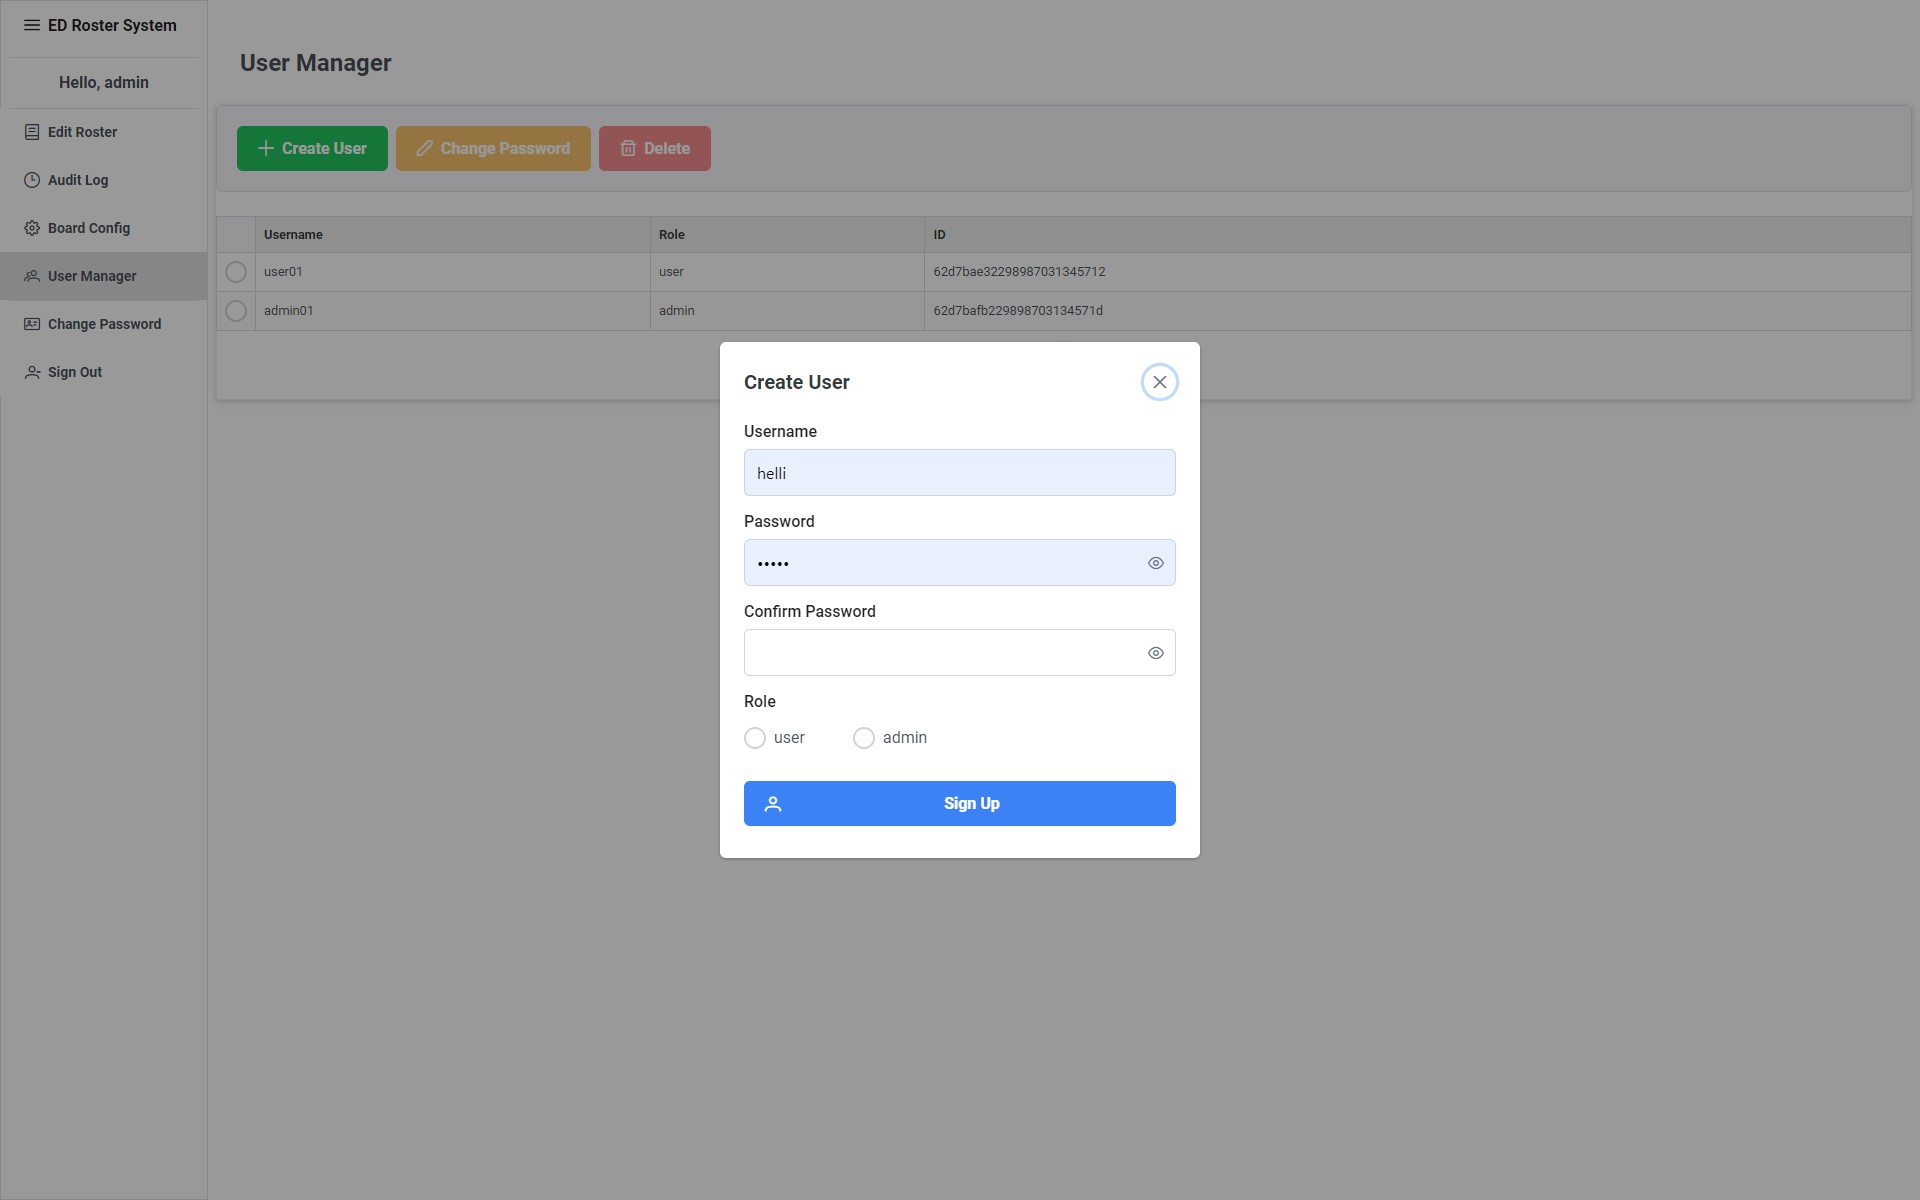 ED Roster System
Hello, admin
Edit Roster
Audit Log
Board Config
User Manager
Change Password
Sign Out
User Manager
Create User
Change Password
Delete
Username Role ID
user01 user 62d7bae32298987031345712
admin01 admin 62d7bafb229898703134571d
Create User
Username
helli
Password
•••••
Confirm Password
Role
user admin
Sign Up